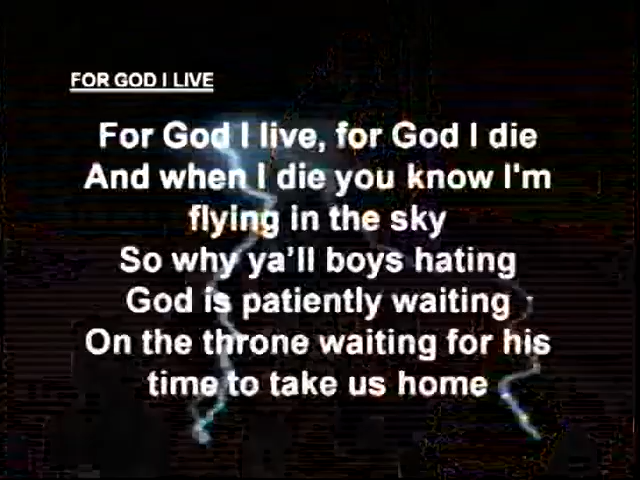 FOR GOD I LIVE
For God I live, for God I die
And when I die you know I'm
flying in the sky
So why ya’ll boys hating
God is patiently waiting
On the throne waiting for his
time to take us home